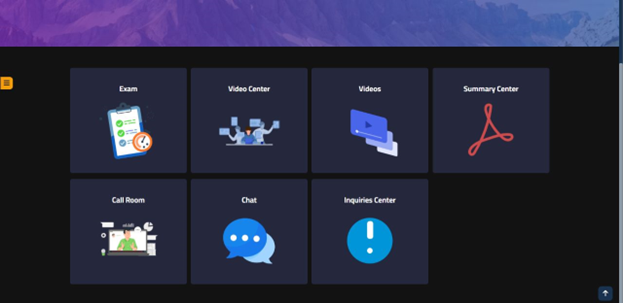 Exam
Video Center
Videos
Summary Center
Call Room
Chat
Inquiries Center